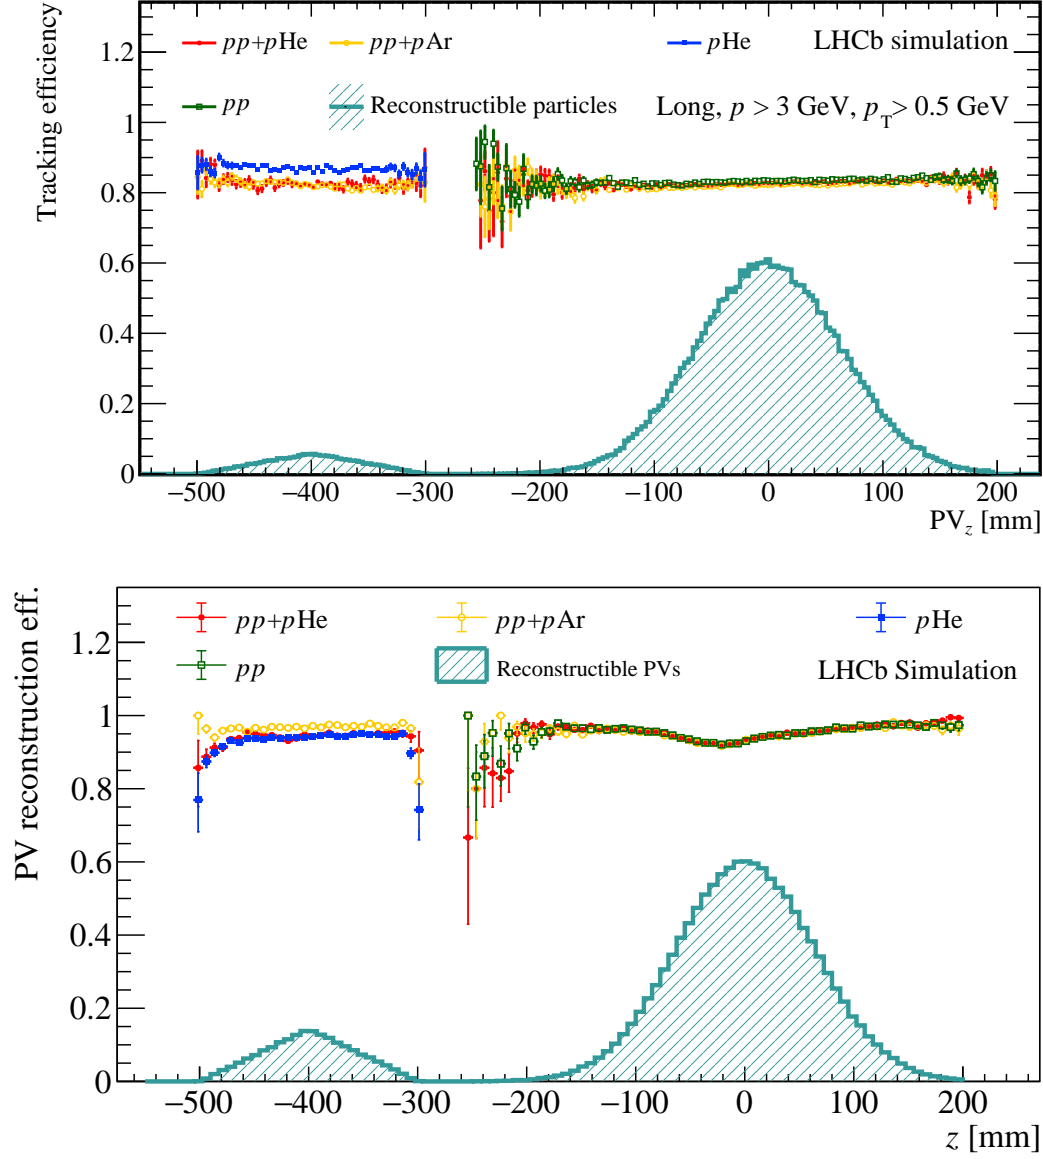 Tracking efficiency
pp+pHe pp+pAr pHe LHCb simulation
pp Reconstructible particles Long, p > 3 GeV, p_T > 0.5 GeV
1.2
1
0.8
0.6
0.4
0.2
0
−500 −400 −300 −200 −100 0 100 200
PV_z [mm]
PV reconstruction eff.
pp+pHe pp+pAr pHe
pp Reconstructible PVs LHCb Simulation
1.2
1
0.8
0.6
0.4
0.2
0
−500 −400 −300 −200 −100 0 100 200
z [mm]